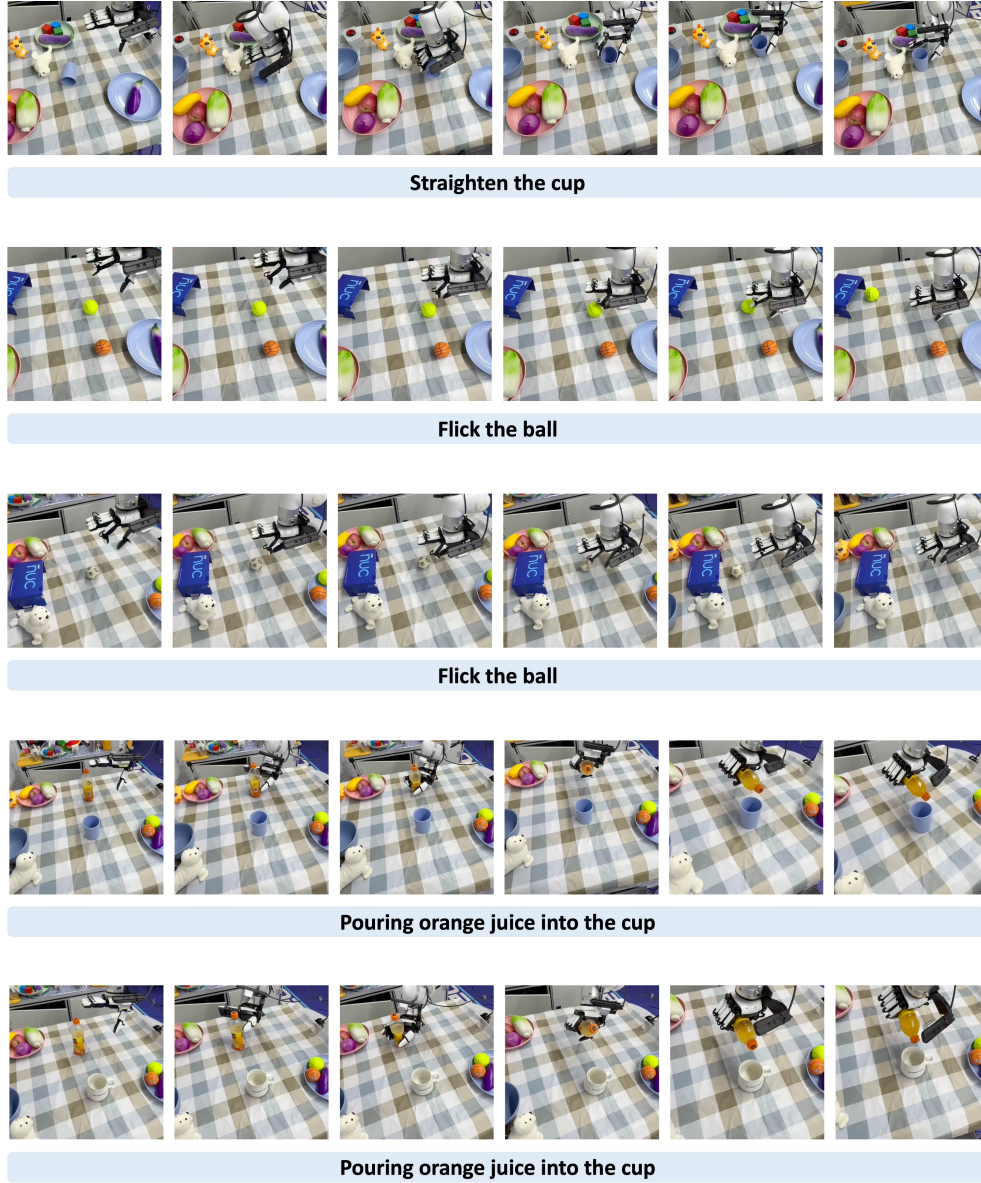 Straighten the cup
Flick the ball
Flick the ball
Pouring orange juice into the cup
Pouring orange juice into the cup